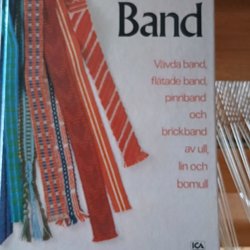 Band
Vävda band,
flätade band,
pinnband
och
brickband
av ull,
lin och
bomull
ICA